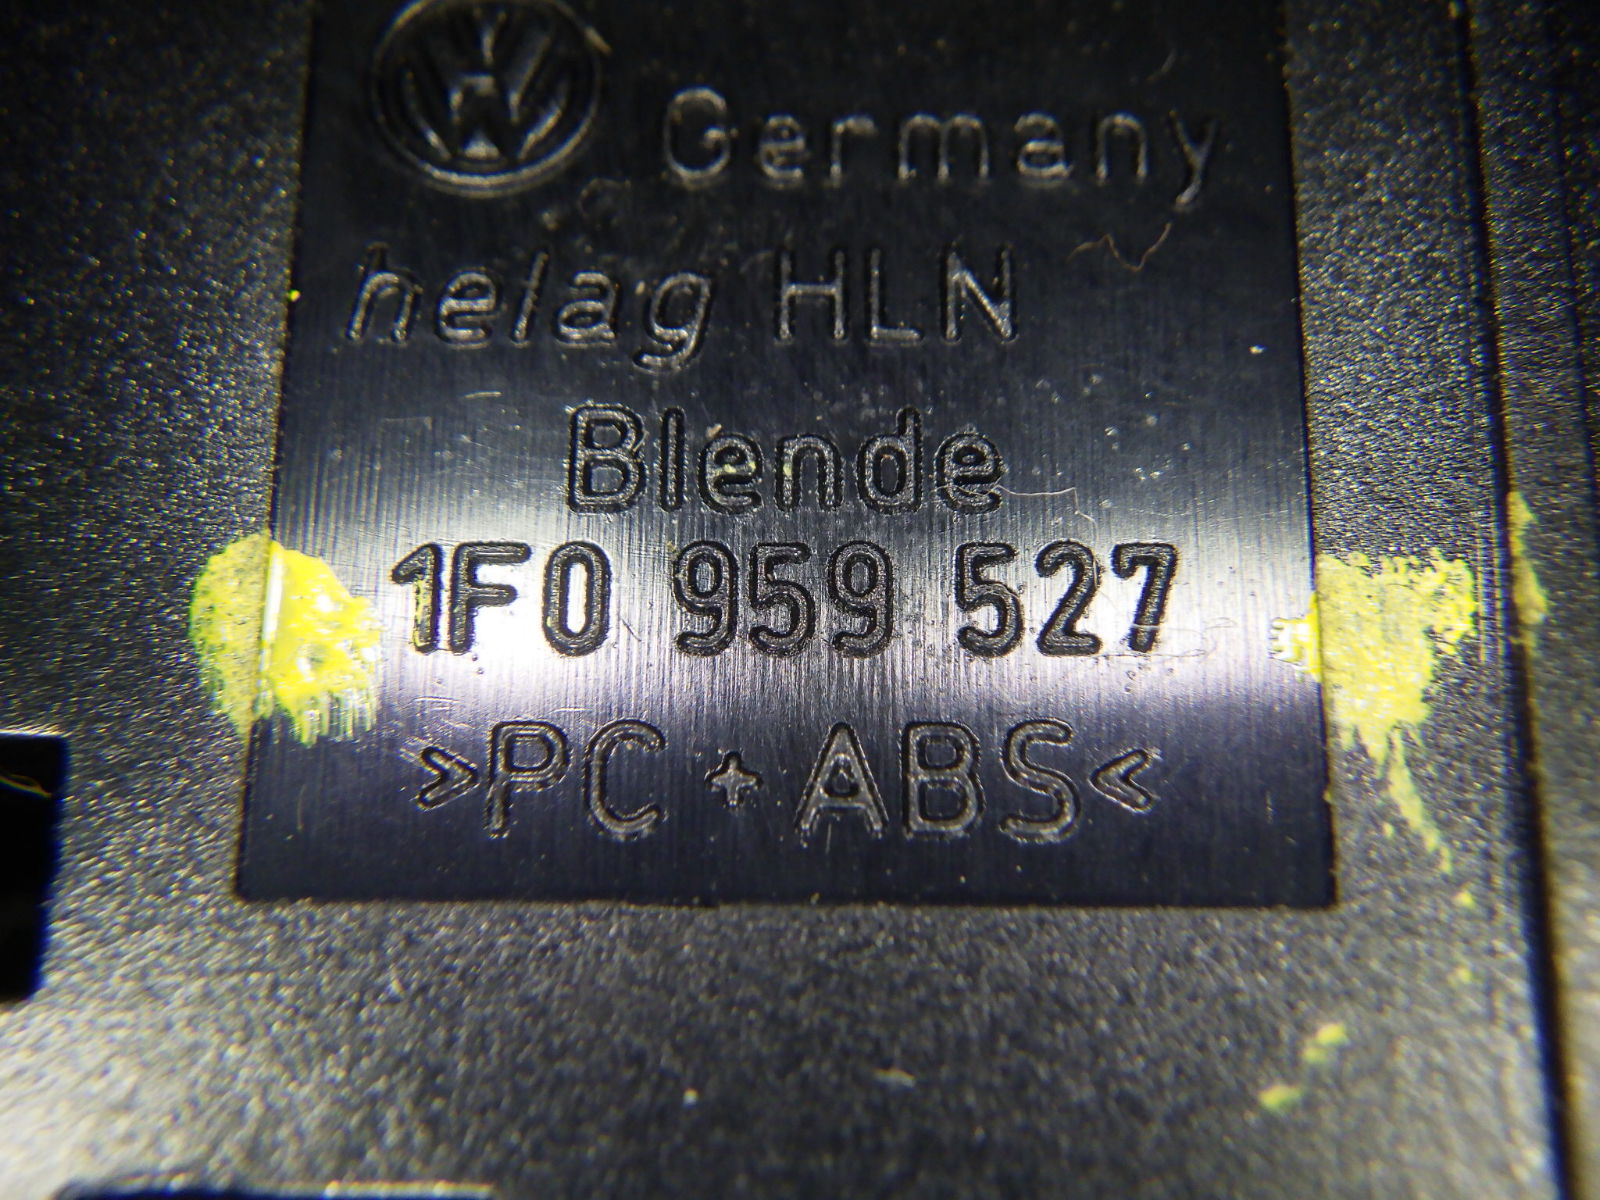 Germany
helag HLN
Blende
1F0 959 527
>PC+ABS<